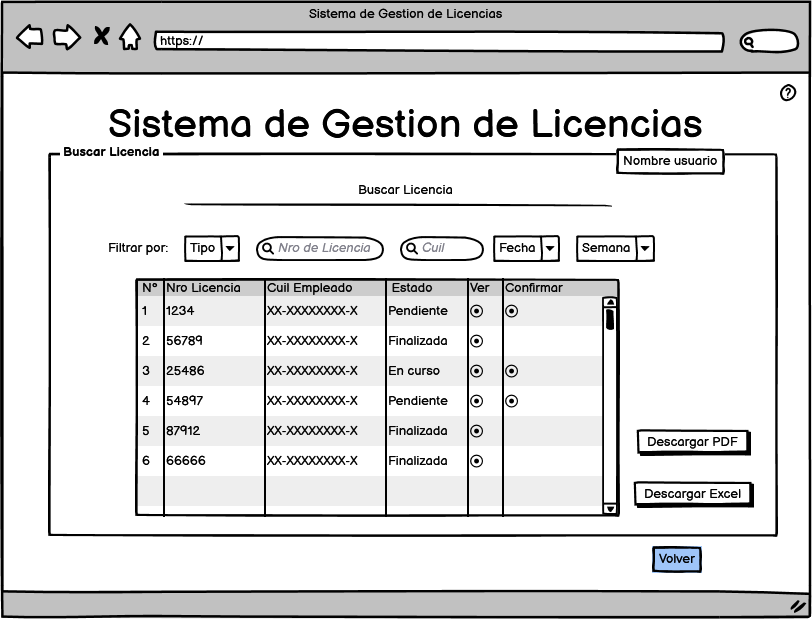 Sistema de Gestion de Licencias
https://
?
Sistema de Gestion de Licencias
Buscar Licencia
Nombre usuario
Buscar Licencia
Filtrar por: Tipo Nro de Licencia Cuil Fecha Semana
N° Nro Licencia Cuil Empleado Estado Ver Confirmar
1 1234 XX-XXXXXXXX-X Pendiente
2 56789 XX-XXXXXXXX-X Finalizada
3 25486 XX-XXXXXXXX-X En curso
4 54897 XX-XXXXXXXX-X Pendiente
5 87912 XX-XXXXXXXX-X Finalizada
6 66666 XX-XXXXXXXX-X Finalizada
Descargar PDF
Descargar Excel
Volver